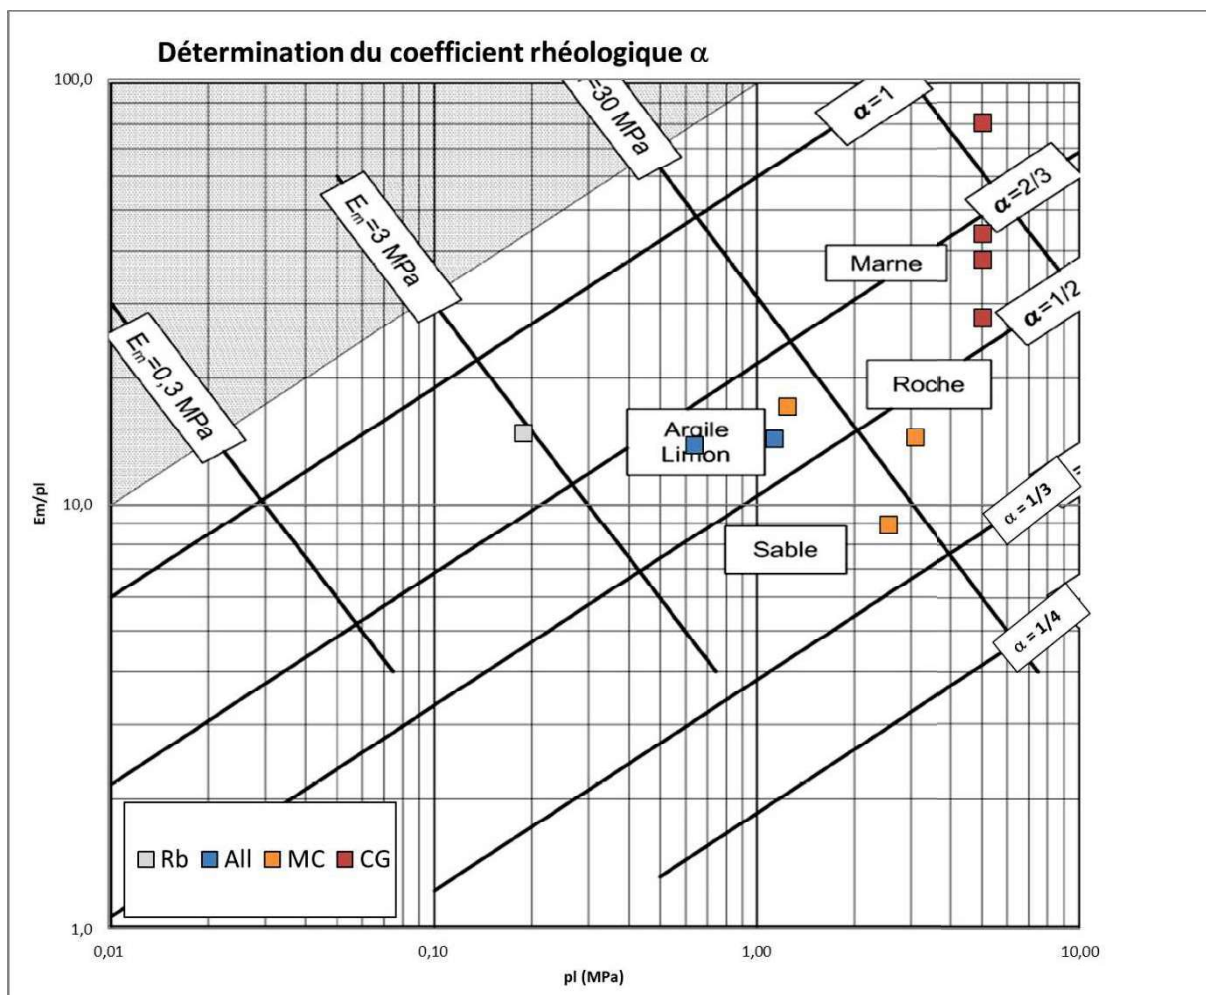 Détermination du coefficient rhéologique α
100,0
10,0
1,0
Em/pl
Em=0,3 MPa
Em=3 MPa
=30 MPa
α=1
α=2/3
α=1/2
α = 1/3
α = 1/4
Marne
Roche
Argile
Limon
Sable
Rb All MC CG
0,01 0,10 1,00 10,00
pl (MPa)